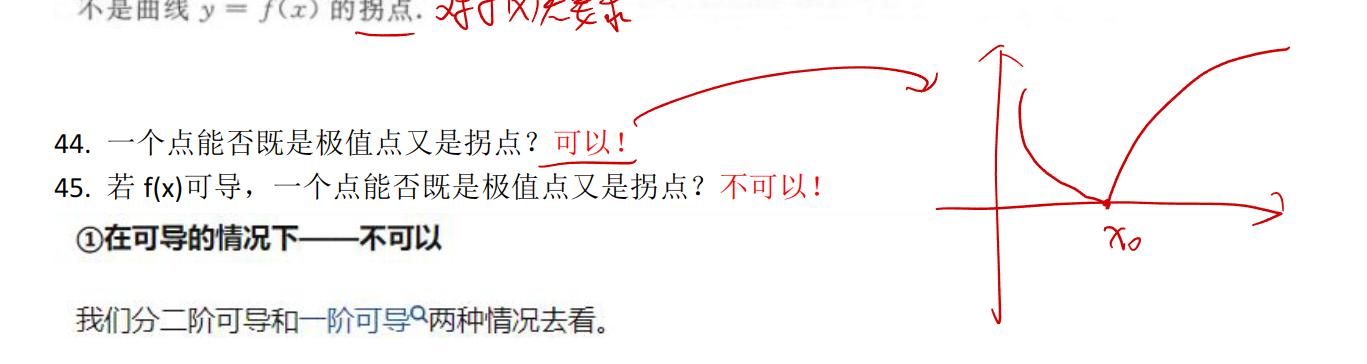 不是曲线 y = f(x) 的拐点. 对f(x)无要求
44. 一个点能否既是极值点又是拐点？可以！
45. 若 f(x)可导，一个点能否既是极值点又是拐点？不可以！
x₀
①在可导的情况下——不可以
我们分二阶可导和一阶可导两种情况去看。